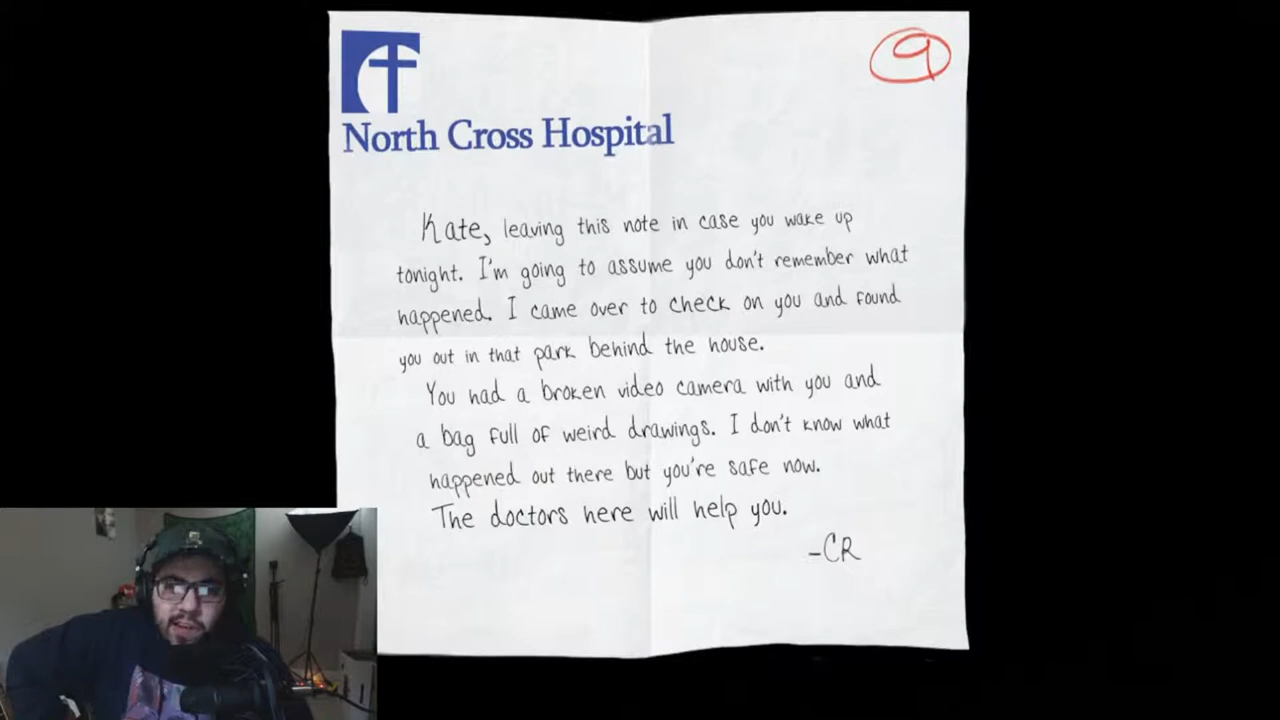 9
North Cross Hospital
Kate, leaving this note in case you wake up
tonight. I'm going to assume you don't remember what
happened. I came over to check on you and found
you out in that park behind the house.
You had a broken video camera with you and
a bag full of weird drawings. I don't know what
happened out there but you're safe now.
The doctors here will help you.
-CR